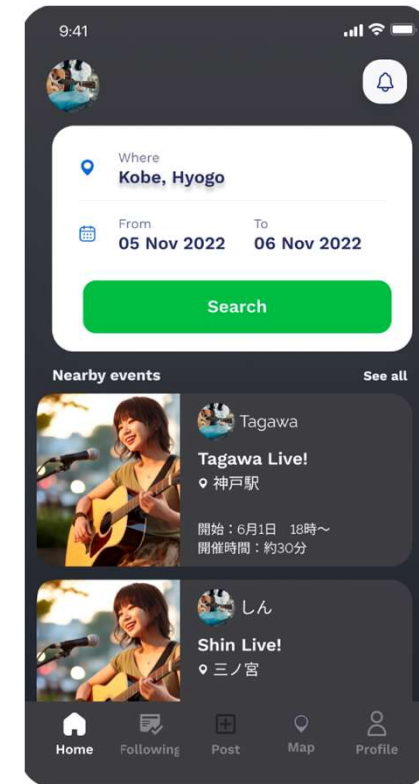 9:41
Where
Kobe, Hyogo
From To
05 Nov 2022 06 Nov 2022
Search
Nearby events See all
Tagawa
Tagawa Live!
神戸駅
開始：6月1日 18時〜
開催時間：約30分
しん
Shin Live!
三ノ宮
Home Following Post Map Profile